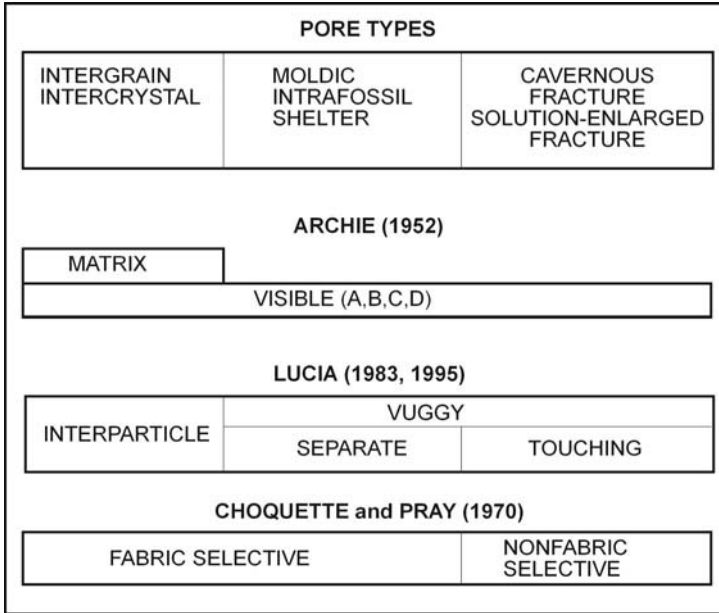 PORE TYPES
INTERGRAIN
INTERCRYSTAL
MOLDIC
INTRAFOSSIL
SHELTER
CAVERNOUS
FRACTURE
SOLUTION-ENLARGED
FRACTURE
ARCHIE (1952)
MATRIX
VISIBLE (A,B,C,D)
LUCIA (1983, 1995)
INTERPARTICLE
VUGGY
SEPARATE
TOUCHING
CHOQUETTE and PRAY (1970)
FABRIC SELECTIVE
NONFABRIC
SELECTIVE